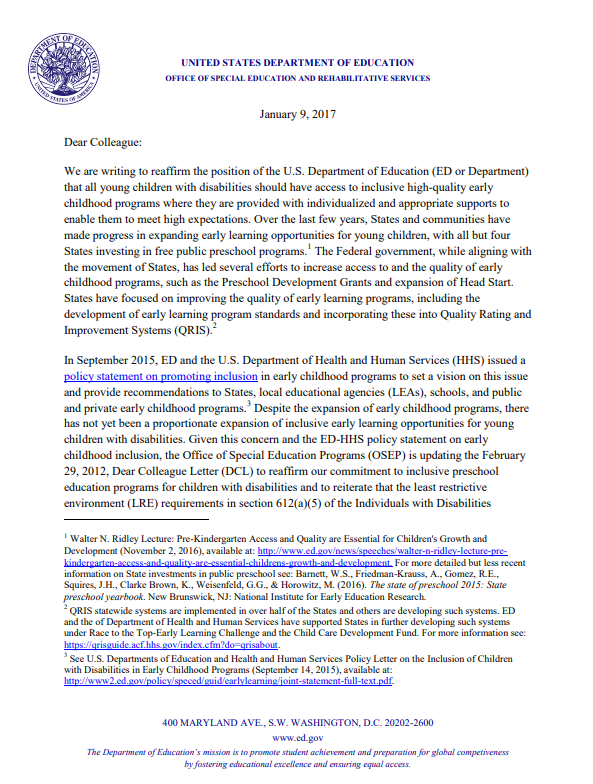 DEPARTMENT OF EDUCATION
UNITED STATES OF AMERICA
UNITED STATES DEPARTMENT OF EDUCATION
OFFICE OF SPECIAL EDUCATION AND REHABILITATIVE SERVICES
January 9, 2017
Dear Colleague:
We are writing to reaffirm the position of the U.S. Department of Education (ED or Department)
that all young children with disabilities should have access to inclusive high-quality early
childhood programs where they are provided with individualized and appropriate supports to
enable them to meet high expectations. Over the last few years, States and communities have
made progress in expanding early learning opportunities for young children, with all but four
States investing in free public preschool programs.1 The Federal government, while aligning with
the movement of States, has led several efforts to increase access to and the quality of early
childhood programs, such as the Preschool Development Grants and expansion of Head Start.
States have focused on improving the quality of early learning programs, including the
development of early learning program standards and incorporating these into Quality Rating and
Improvement Systems (QRIS).2
In September 2015, ED and the U.S. Department of Health and Human Services (HHS) issued a
policy statement on promoting inclusion in early childhood programs to set a vision on this issue
and provide recommendations to States, local educational agencies (LEAs), schools, and public
and private early childhood programs.3 Despite the expansion of early childhood programs, there
has not yet been a proportionate expansion of inclusive early learning opportunities for young
children with disabilities. Given this concern and the ED-HHS policy statement on early
childhood inclusion, the Office of Special Education Programs (OSEP) is updating the February
29, 2012, Dear Colleague Letter (DCL) to reaffirm our commitment to inclusive preschool
education programs for children with disabilities and to reiterate that the least restrictive
environment (LRE) requirements in section 612(a)(5) of the Individuals with Disabilities
1 Walter N. Ridley Lecture: Pre-Kindergarten Access and Quality are Essential for Children's Growth and
Development (November 2, 2016), available at: http://www.ed.gov/news/speeches/walter-n-ridley-lecture-pre-
kindergarten-access-and-quality-are-essential-childrens-growth-and-development. For more detailed but less recent
information on State investments in public preschool see: Barnett, W.S., Friedman-Krauss, A., Gomez, R.E.,
Squires, J.H., Clarke Brown, K., Weisenfeld, G.G., & Horowitz, M. (2016). The state of preschool 2015: State
preschool yearbook. New Brunswick, NJ: National Institute for Early Education Research.
2 QRIS statewide systems are implemented in over half of the States and others are developing such systems. ED
and the of Department of Health and Human Services have supported States in further developing such systems
under Race to the Top-Early Learning Challenge and the Child Care Development Fund. For more information see:
https://qrisguide.acf.hhs.gov/index.cfm?do=qrisabout.
3 See U.S. Departments of Education and Health and Human Services Policy Letter on the Inclusion of Children
with Disabilities in Early Childhood Programs (September 14, 2015), available at:
http://www2.ed.gov/policy/speced/guid/earlylearning/joint-statement-full-text.pdf.
400 MARYLAND AVE., S.W. WASHINGTON, D.C. 20202-2600
www.ed.gov
The Department of Education's mission is to promote student achievement and preparation for global competiveness
by fostering educational excellence and ensuring equal access.